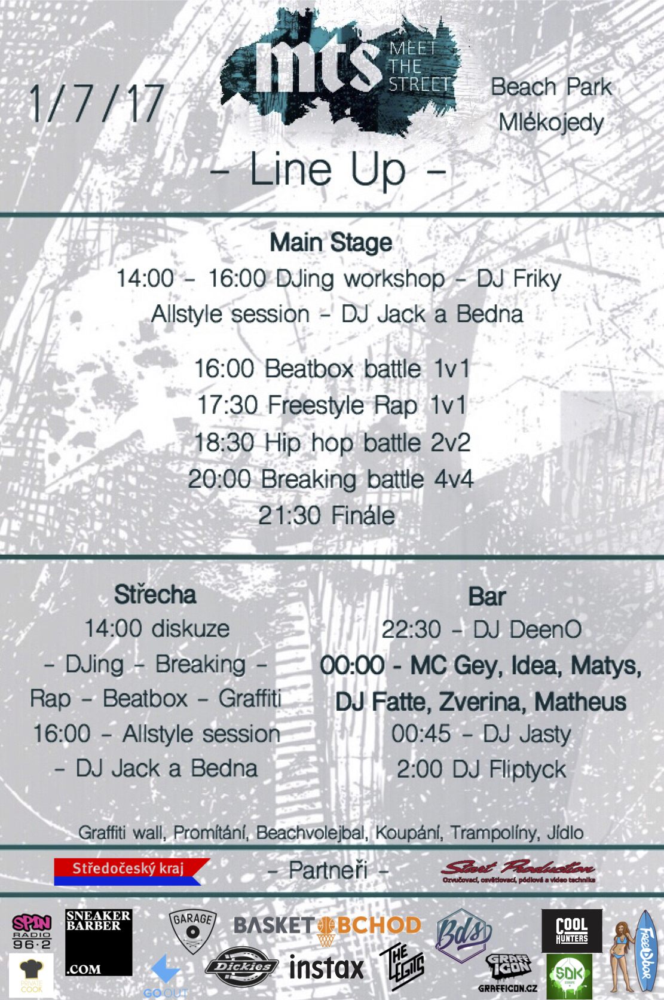 1/7/17
mts
MEET
THE
STREET
Beach Park
Mlékojedy
- Line Up -
Main Stage
14:00 - 16:00 DJing workshop - DJ Friky
Allstyle session - DJ Jack a Bedna
16:00 Beatbox battle 1v1
17:30 Freestyle Rap 1v1
18:30 Hip hop battle 2v2
20:00 Breaking battle 4v4
21:30 Finále
Střecha
14:00 diskuze
- DJing - Breaking -
Rap - Beatbox - Graffiti
16:00 - Allstyle session
- DJ Jack a Bedna
Bar
22:30 - DJ DeenO
00:00 - MC Gey, Idea, Matys,
DJ Fatte, Zverina, Matheus
00:45 - DJ Jasty
2:00 DJ Fliptyck
Graffiti wall, Promítání, Beachvolejbal, Koupání, Trampolíny, Jídlo
Středočeský kraj
- Partneři -
Start Production
Ozvučovací, osvětlovací, pódiová a video technika
SPIN
RADIO
96·2
PRIVATE
COOK
SNEAKER
BARBER
.COM
GARAGE
GO OUT
BASKET BCHOD
Dickies
instax
THE
LEGITS
Bds
GRAFF
ICON
GRAFFICON.CZ
COOL
HUNTERS
SDK
EUROPE
FREEDBOR